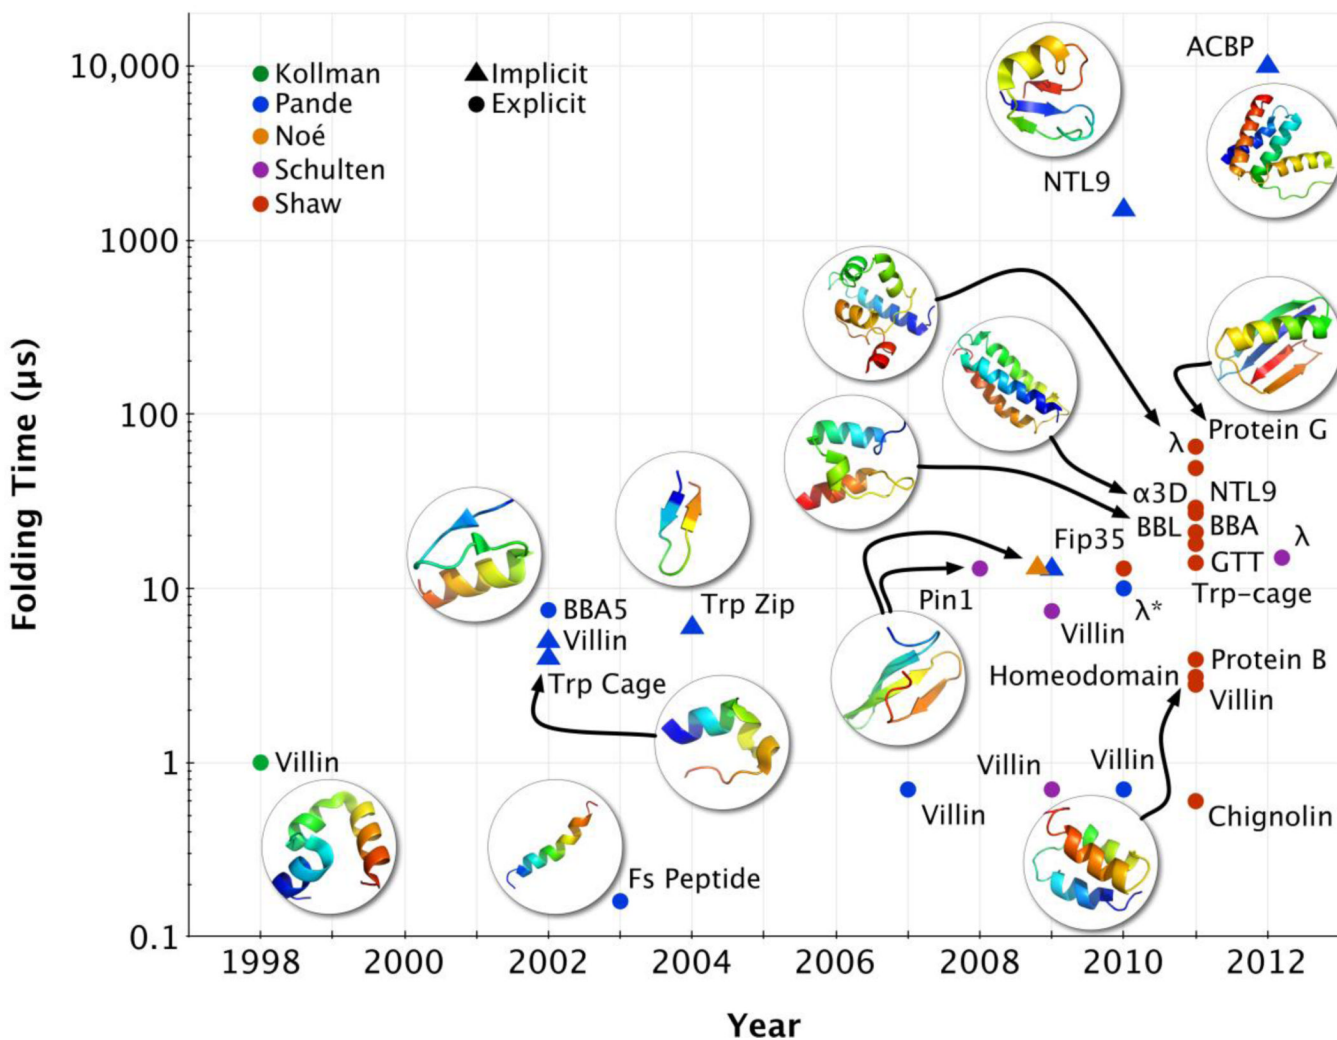 10,000
1000
100
10
1
0.1
Folding Time (µs)
Kollman
Pande
Noé
Schulten
Shaw
Implicit
Explicit
ACBP
NTL9
Protein G
λ
α3D
NTL9
BBL
BBA
Fip35
λ
GTT
Trp-cage
Pin1
λ*
Villin
Trp Zip
BBA5
Villin
Trp Cage
Homeodomain
Protein B
Villin
Villin
Villin
Villin
Villin
Chignolin
Fs Peptide
1998
2000
2002
2004
2006
2008
2010
2012
Year